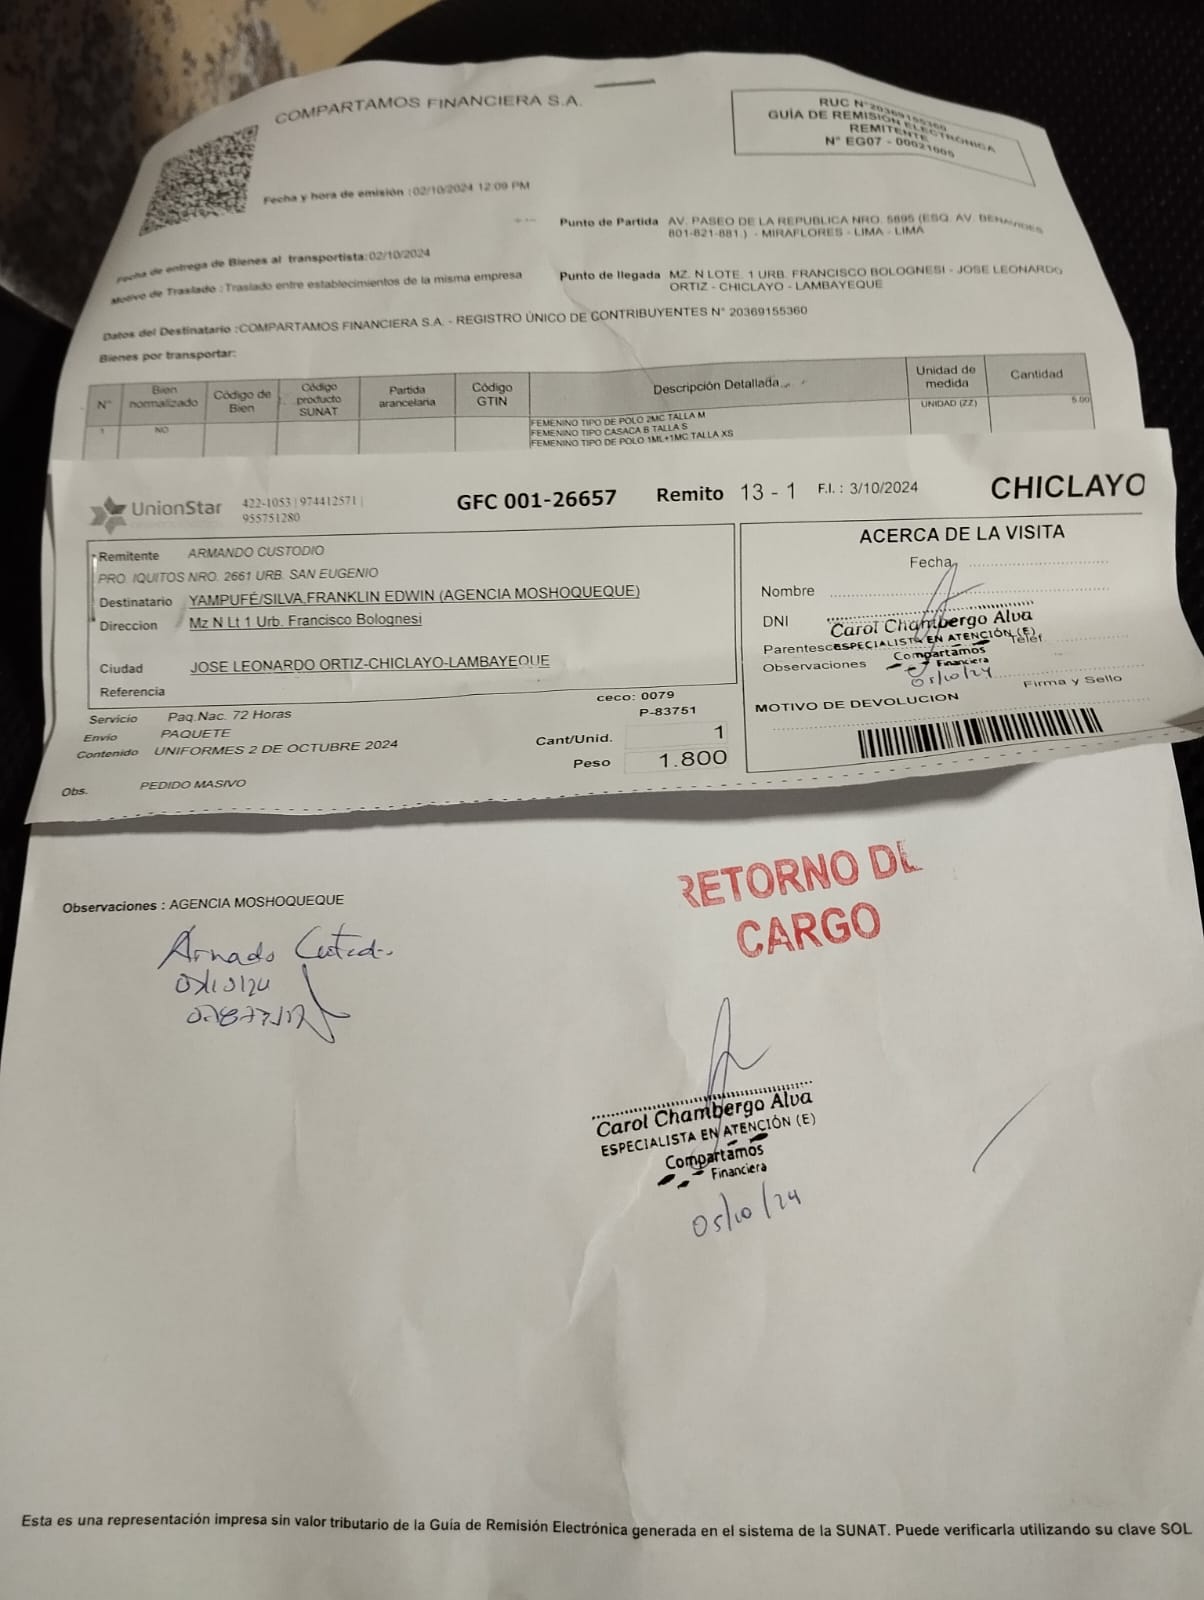 COMPARTAMOS FINANCIERA S.A.
RUC N° 20369155360
GUÍA DE REMISIÓN ELECTRÓNICA
REMITENTE
N° EG07 - 00021005
Fecha y hora de emisión : 02/10/2024 12:09 PM
Punto de Partida AV. PASEO DE LA REPUBLICA NRO. 5895 (ESQ. AV. BENAVIDES
801-821-881.) - MIRAFLORES - LIMA - LIMA
Fecha de entrega de Bienes al transportista:02/10/2024
Motivo de Traslado : Traslado entre establecimientos de la misma empresa
Punto de llegada MZ. N LOTE. 1 URB. FRANCISCO BOLOGNESI - JOSE LEONARDO
ORTIZ - CHICLAYO - LAMBAYEQUE
Datos del Destinatario :COMPARTAMOS FINANCIERA S.A. - REGISTRO ÚNICO DE CONTRIBUYENTES N° 20369155360
Bienes por transportar:
N° Bien normalizado Código de Bien Código producto SUNAT Partida arancelaria Código GTIN Descripción Detallada Unidad de medida Cantidad
1 NO FEMENINO TIPO DE POLO 2MC TALLA M UNIDAD (ZZ) 5.00
FEMENINO TIPO CASACA B TALLA S
FEMENINO TIPO DE POLO 1ML+1MC TALLA XS
UnionStar 422-1053 | 974412571 |
955751280
GFC 001-26657 Remito 13 - 1 F.I. : 3/10/2024 CHICLAYO
Remitente ARMANDO CUSTODIO
PRO. IQUITOS NRO. 2661 URB. SAN EUGENIO
Destinatario YAMPUFÉ/SILVA,FRANKLIN EDWIN (AGENCIA MOSHOQUEQUE)
Direccion Mz N Lt 1 Urb. Francisco Bolognesi
Ciudad JOSE LEONARDO ORTIZ-CHICLAYO-LAMBAYEQUE
Referencia
Servicio Paq.Nac. 72 Horas
Envio PAQUETE
Contenido UNIFORMES 2 DE OCTUBRE 2024
ceco: 0079
P-83751
Cant/Unid. 1
Peso 1.800
Obs. PEDIDO MASIVO
ACERCA DE LA VISITA
Fecha
Nombre
DNI
Carol Chambergo Alva
Parentesco ESPECIALISTA EN ATENCIÓN (E) Telef.
Compartamos
Financiera
Observaciones
05/10/24
Firma y Sello
MOTIVO DE DEVOLUCION
Observaciones : AGENCIA MOSHOQUEQUE
RETORNO DE
CARGO
Carol Chambergo Alva
ESPECIALISTA EN ATENCIÓN (E)
Compartamos
Financiera
05/10/24
Esta es una representación impresa sin valor tributario de la Guía de Remisión Electrónica generada en el sistema de la SUNAT. Puede verificarla utilizando su clave SOL